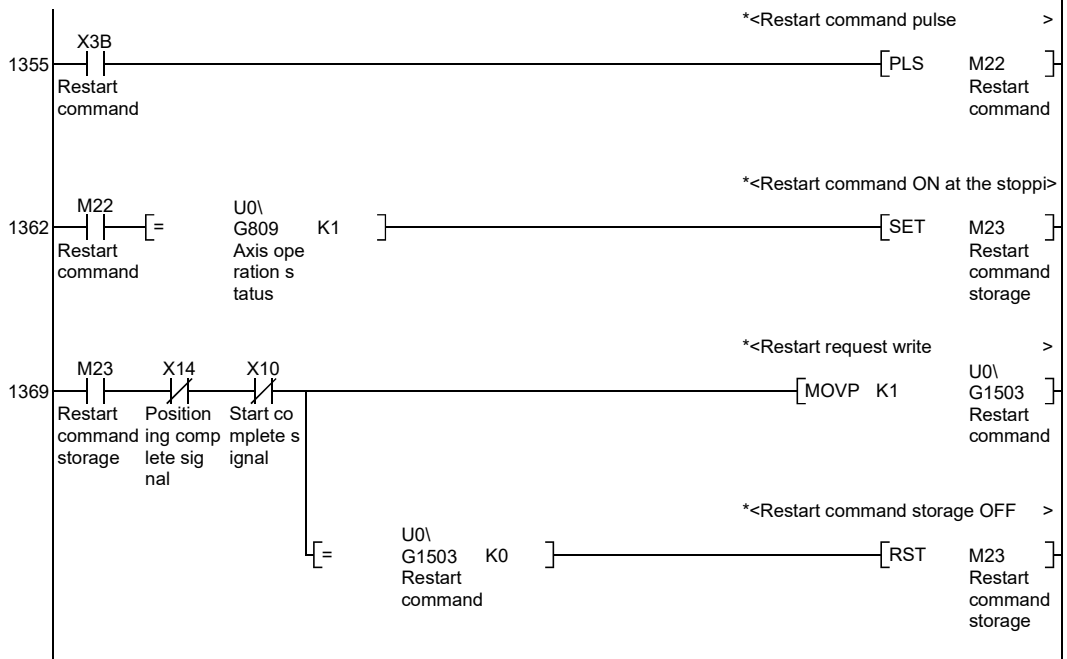 *<Restart command pulse >
X3B
1355
PLS M22
Restart
command
Restart
command
*<Restart command ON at the stoppi>
M22
1362
= U0\
G809 K1
SET M23
Restart
command
Axis ope
ration s
tatus
Restart
command
storage
*<Restart request write >
M23 X14 X10
1369
MOVP K1 U0\
G1503
Restart
command
storage
Position
ing comp
lete sig
nal
Start co
mplete s
ignal
Restart
command
*<Restart command storage OFF >
= U0\
G1503 K0
RST M23
Restart
command
Restart
command
storage